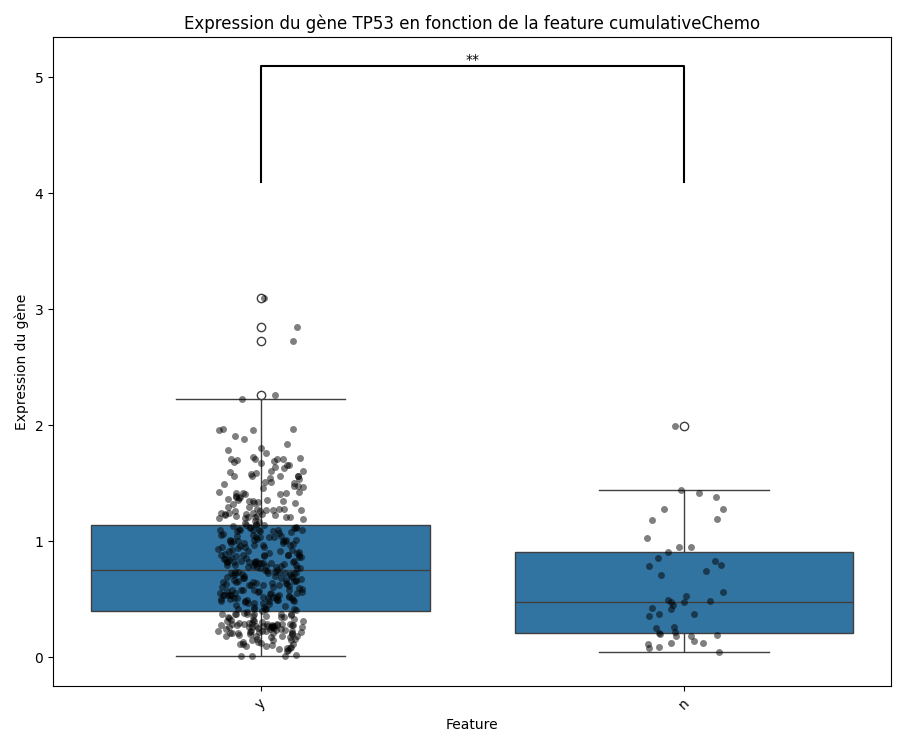 Expression du gène TP53 en fonction de la feature cumulativeChemo
**
5
4
3
2
1
0
Expression du gène
y
n
Feature